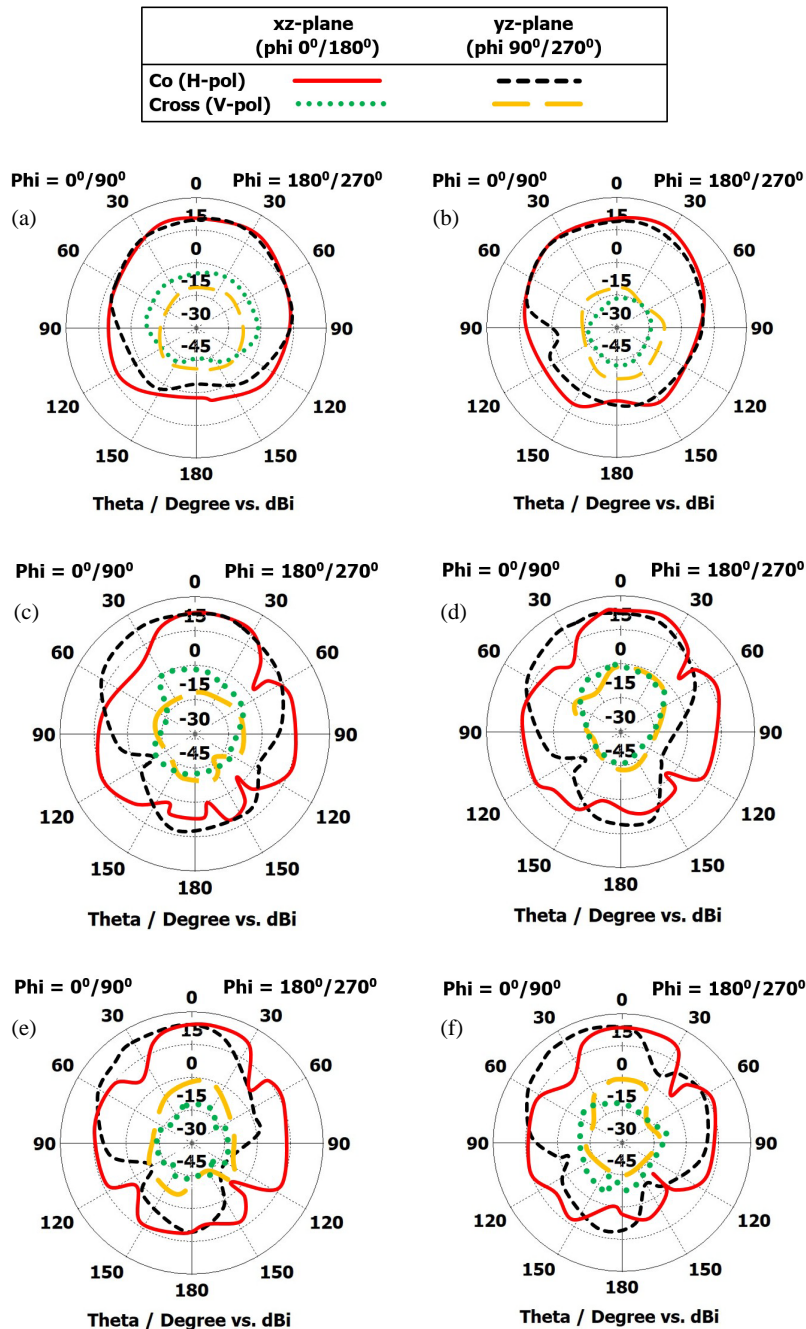 xz-plane yz-plane
(phi 0⁰/180⁰) (phi 90⁰/270⁰)
Co (H-pol)
Cross (V-pol)
Phi = 0⁰/90⁰ 0 Phi = 180⁰/270⁰
(a) 30 30
15
60 0 60
-15
-30
90 -45 90
120 120
150 150
180
Theta / Degree vs. dBi
Phi = 0⁰/90⁰ 0 Phi = 180⁰/270⁰
(b) 30 30
15
60 0 60
-15
-30
90 -45 90
120 120
150 150
180
Theta / Degree vs. dBi
Phi = 0⁰/90⁰ 0 Phi = 180⁰/270⁰
(c) 30 30
15
60 0 60
-15
-30
90 -45 90
120 120
150 150
180
Theta / Degree vs. dBi
Phi = 0⁰/90⁰ 0 Phi = 180⁰/270⁰
(d) 30 30
15
60 0 60
-15
-30
90 -45 90
120 120
150 150
180
Theta / Degree vs. dBi
Phi = 0⁰/90⁰ 0 Phi = 180⁰/270⁰
(e) 30 30
15
60 0 60
-15
-30
90 -45 90
120 120
150 150
180
Theta / Degree vs. dBi
Phi = 0⁰/90⁰ 0 Phi = 180⁰/270⁰
(f) 30 30
15
60 0 60
-15
-30
90 -45 90
120 120
150 150
180
Theta / Degree vs. dBi